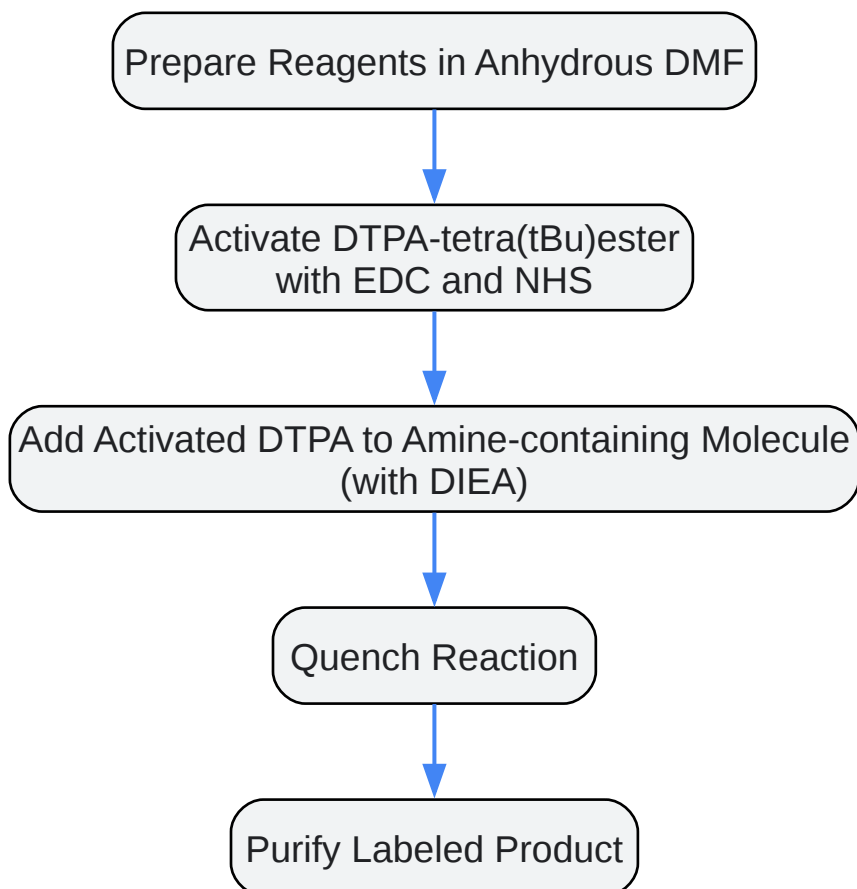 Prepare Reagents in Anhydrous DMF
Activate DTPA-tetra(tBu)ester
with EDC and NHS
Add Activated DTPA to Amine-containing Molecule
(with DIEA)
Quench Reaction
Purify Labeled Product